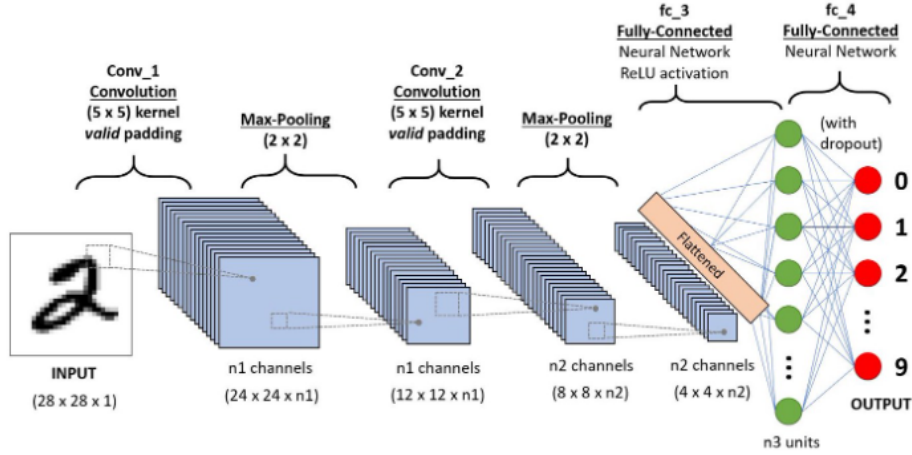 fc_3
Fully-Connected
Neural Network
ReLU activation
fc_4
Fully-Connected
Neural Network
Conv_1
Convolution
(5 x 5) kernel
valid padding
Max-Pooling
(2 x 2)
Conv_2
Convolution
(5 x 5) kernel
valid padding
Max-Pooling
(2 x 2)
(with
dropout)
2
Flattened
0
1
2
9
INPUT
(28 x 28 x 1)
n1 channels
(24 x 24 x n1)
n1 channels
(12 x 12 x n1)
n2 channels
(8 x 8 x n2)
n2 channels
(4 x 4 x n2)
OUTPUT
n3 units